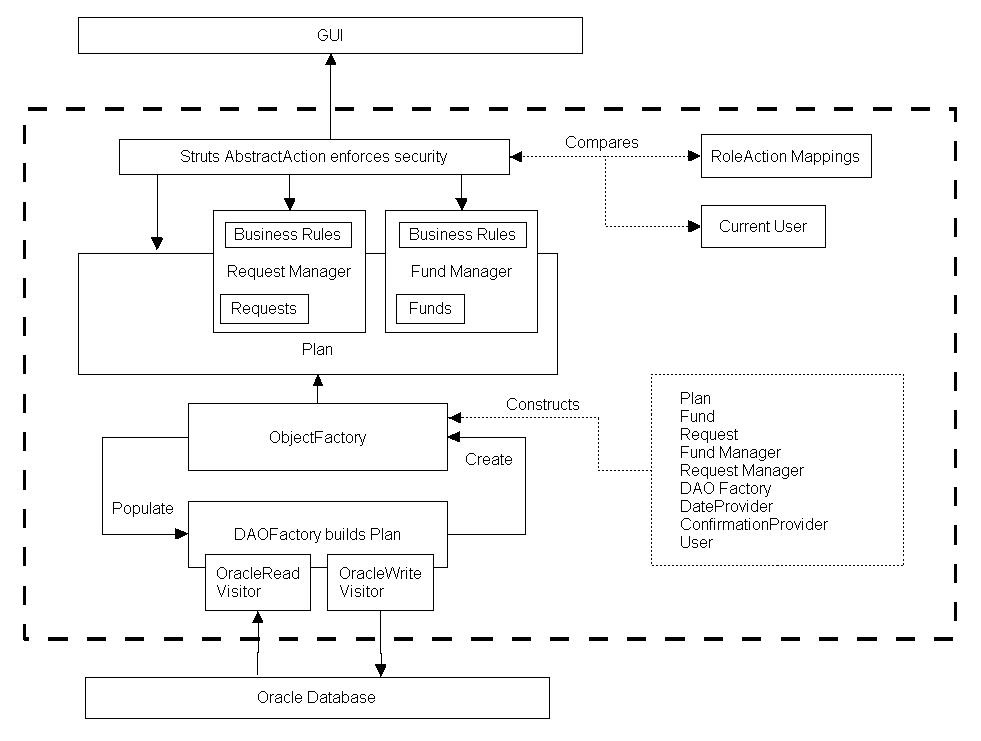 GUI
Struts AbstractAction enforces security
Compares
RoleAction Mappings
Current User
Business Rules
Request Manager
Requests
Business Rules
Fund Manager
Funds
Plan
ObjectFactory
Constructs
Create
Populate
DAOFactory builds Plan
OracleRead
Visitor
OracleWrite
Visitor
Plan
Fund
Request
Fund Manager
Request Manager
DAO Factory
DateProvider
ConfirmationProvider
User
Oracle Database